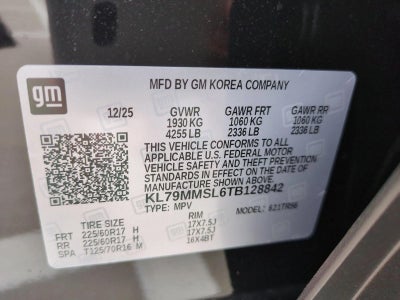 gm
MFD BY GM KOREA COMPANY
12/25 GVWR GAWR FRT GAWR RR
1930 KG 1060 KG 1060 KG
4255 LB 2336 LB 2336 LB
THIS VEHICLE CONFORMS TO ALL
APPLICABLE U.S. FEDERAL MOTOR
VEHICLE SAFETY AND THEFT PREVENTION
STANDARDS IN EFFECT ON THE DATE OF
MANUFACTURE SHOWN ABOVE.
KL79MMSL6TB128842
TYPE: MPV MODEL:
TIRE SIZE RIM
FRT 225/60R17 H 17X7.5J
RR 225/60R17 H 17X7.5J
SPA T125/70R16 M 16X4BT